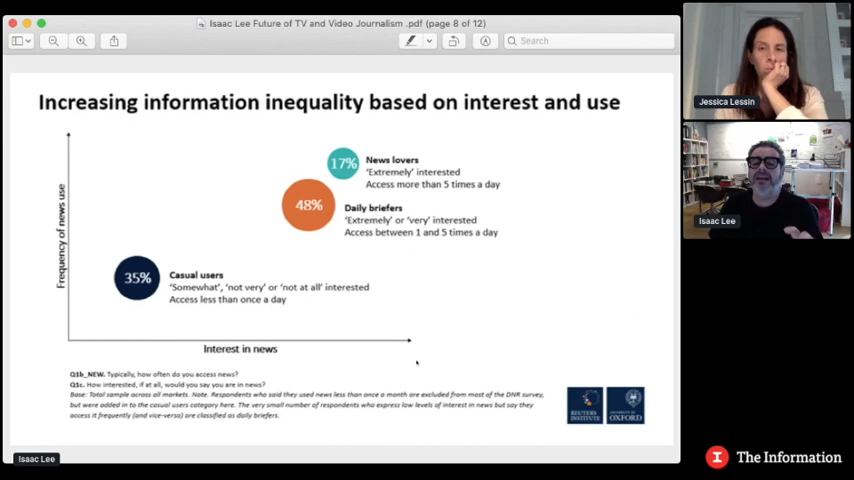 Isaac Lee Future of TV and Video Journalism .pdf (page 8 of 12)
Search
Increasing information inequality based on interest and use
Frequency of news use
17%
News lovers
'Extremely' interested
Access more than 5 times a day
48%
Daily briefers
'Extremely' or 'very' interested
Access between 1 and 5 times a day
35%
Casual users
'Somewhat', 'not very' or 'not at all' interested
Access less than once a day
Interest in news
Q1b_NEW. Typically, how often do you access news?
Q1c. How interested, if at all, would you say you are in news?
Base: Total sample across all markets. Note. Respondents who said they used news less than once a month are excluded from most of the DNR survey,
but were added in to the casual users category here. The very small number of respondents who express low levels of interest in news but say they
access it frequently (and vice-versa) are classified as daily briefers.
REUTERS
INSTITUTE
UNIVERSITY OF
OXFORD
Isaac Lee
Jessica Lessin
Isaac Lee
The Information